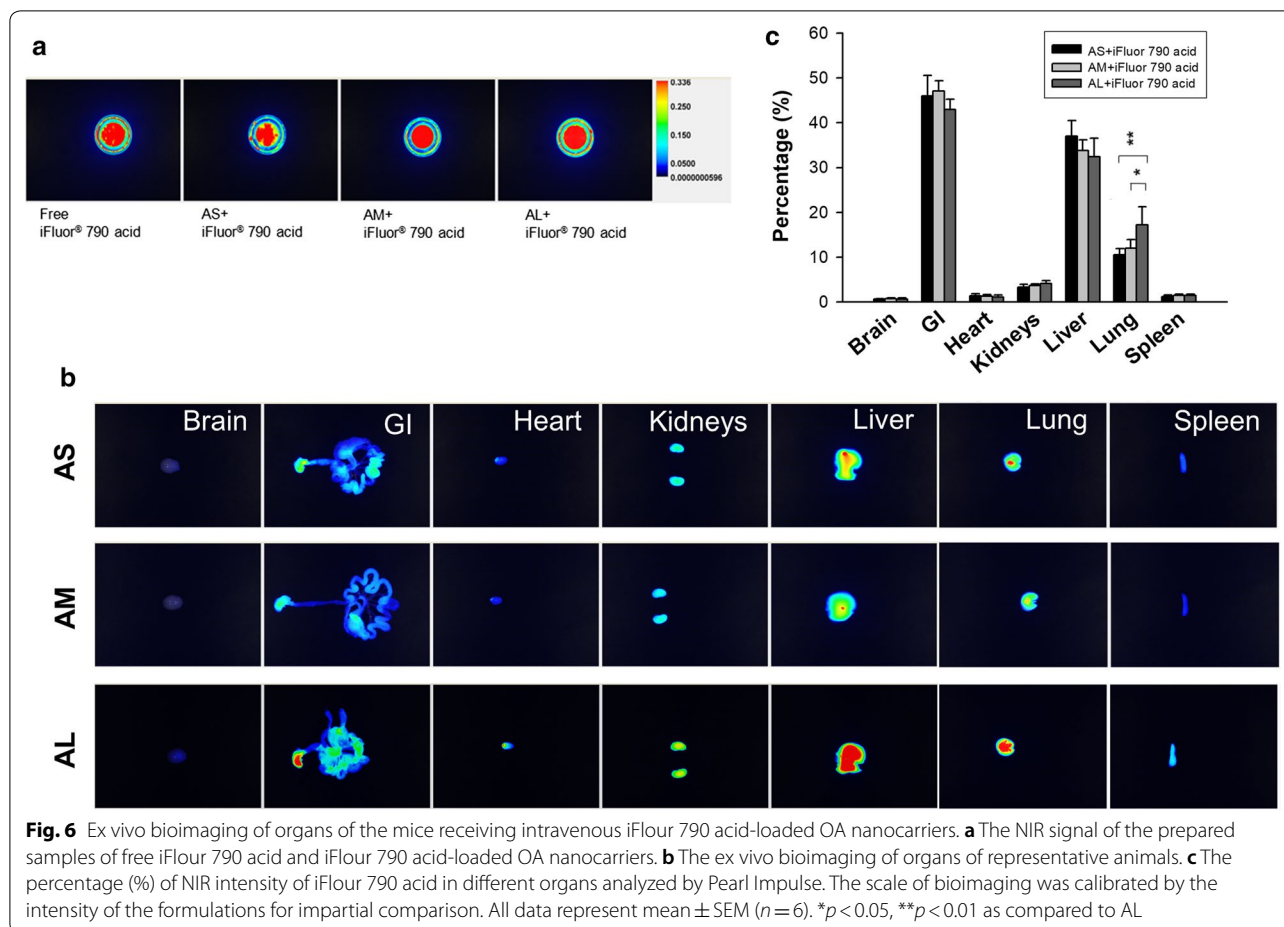 a
0.336
0.250
0.150
0.0500
0.0000000596
Free
iFluor® 790 acid
AS+
iFluor® 790 acid
AM+
iFluor® 790 acid
AL+
iFluor® 790 acid
c
Percentage (%)
60
50
40
30
20
10
0
AS+iFluor 790 acid
AM+iFluor 790 acid
AL+iFluor 790 acid
**
*
Brain
GI
Heart
Kidneys
Liver
Lung
Spleen
b
Brain
GI
Heart
Kidneys
Liver
Lung
Spleen
AS
AM
AL
Fig. 6 Ex vivo bioimaging of organs of the mice receiving intravenous iFlour 790 acid-loaded OA nanocarriers. a The NIR signal of the prepared
samples of free iFlour 790 acid and iFlour 790 acid-loaded OA nanocarriers. b The ex vivo bioimaging of organs of representative animals. c The
percentage (%) of NIR intensity of iFlour 790 acid in different organs analyzed by Pearl Impulse. The scale of bioimaging was calibrated by the
intensity of the formulations for impartial comparison. All data represent mean ± SEM (n = 6). *p < 0.05, **p < 0.01 as compared to AL